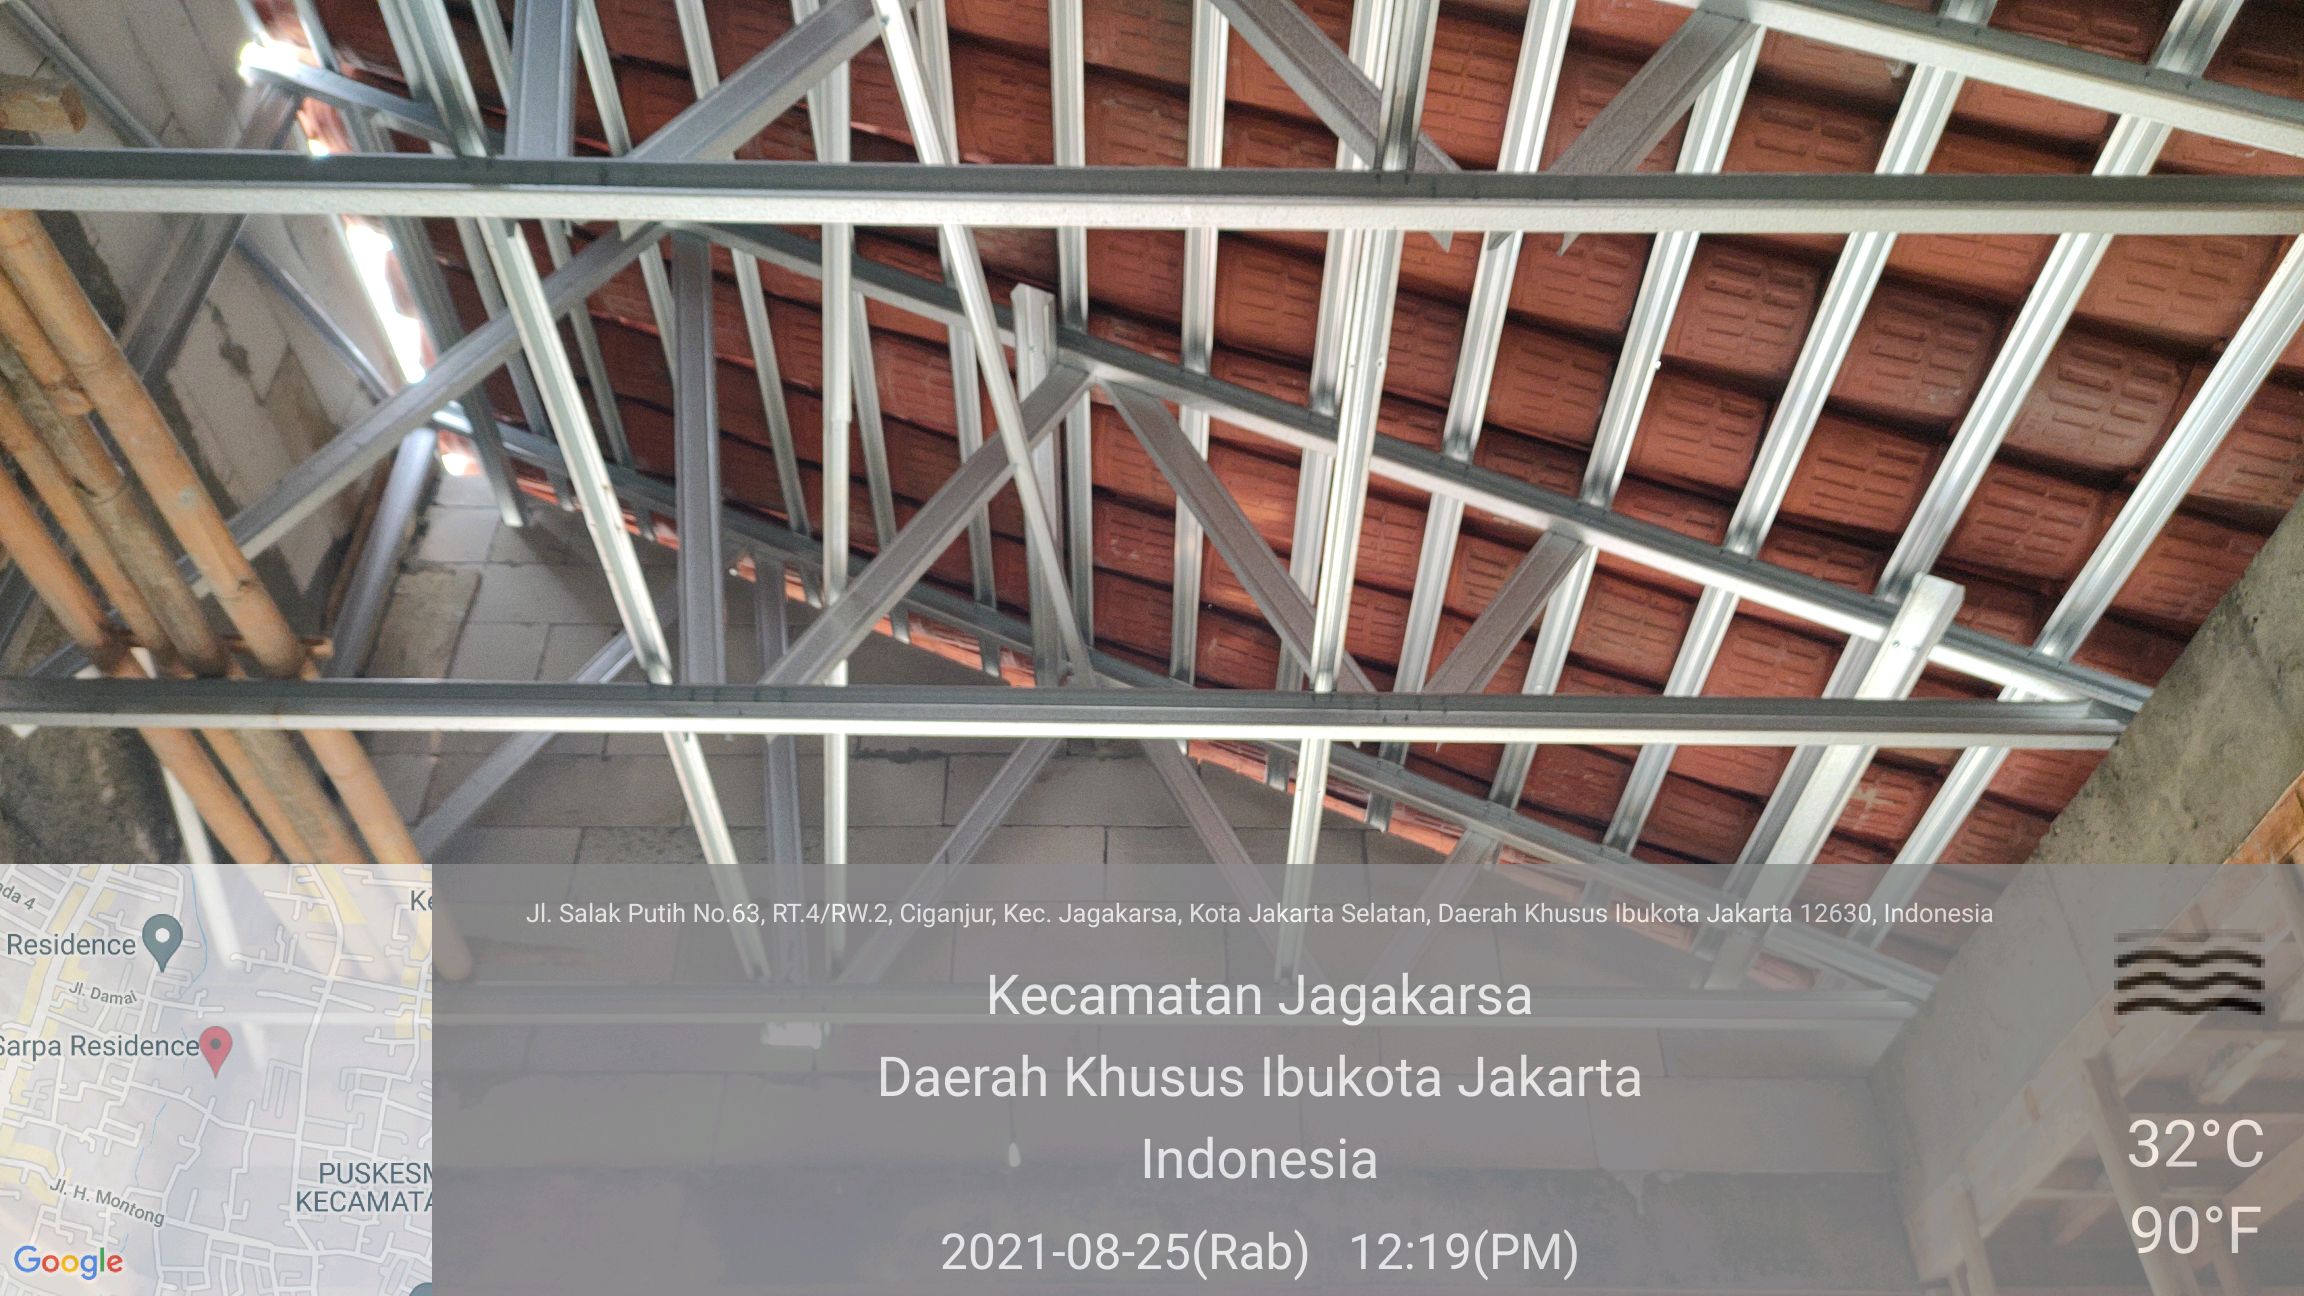 Jl. Salak Putih No.63, RT.4/RW.2, Ciganjur, Kec. Jagakarsa, Kota Jakarta Selatan, Daerah Khusus Ibukota Jakarta 12630, Indonesia
Kecamatan Jagakarsa
Daerah Khusus Ibukota Jakarta
Indonesia
2021-08-25(Rab) 12:19(PM)
32°C
90°F
Residence
Jl. Damai
Sarpa Residence
PUSKESM
KECAMATA
Jl. H. Montong
Google